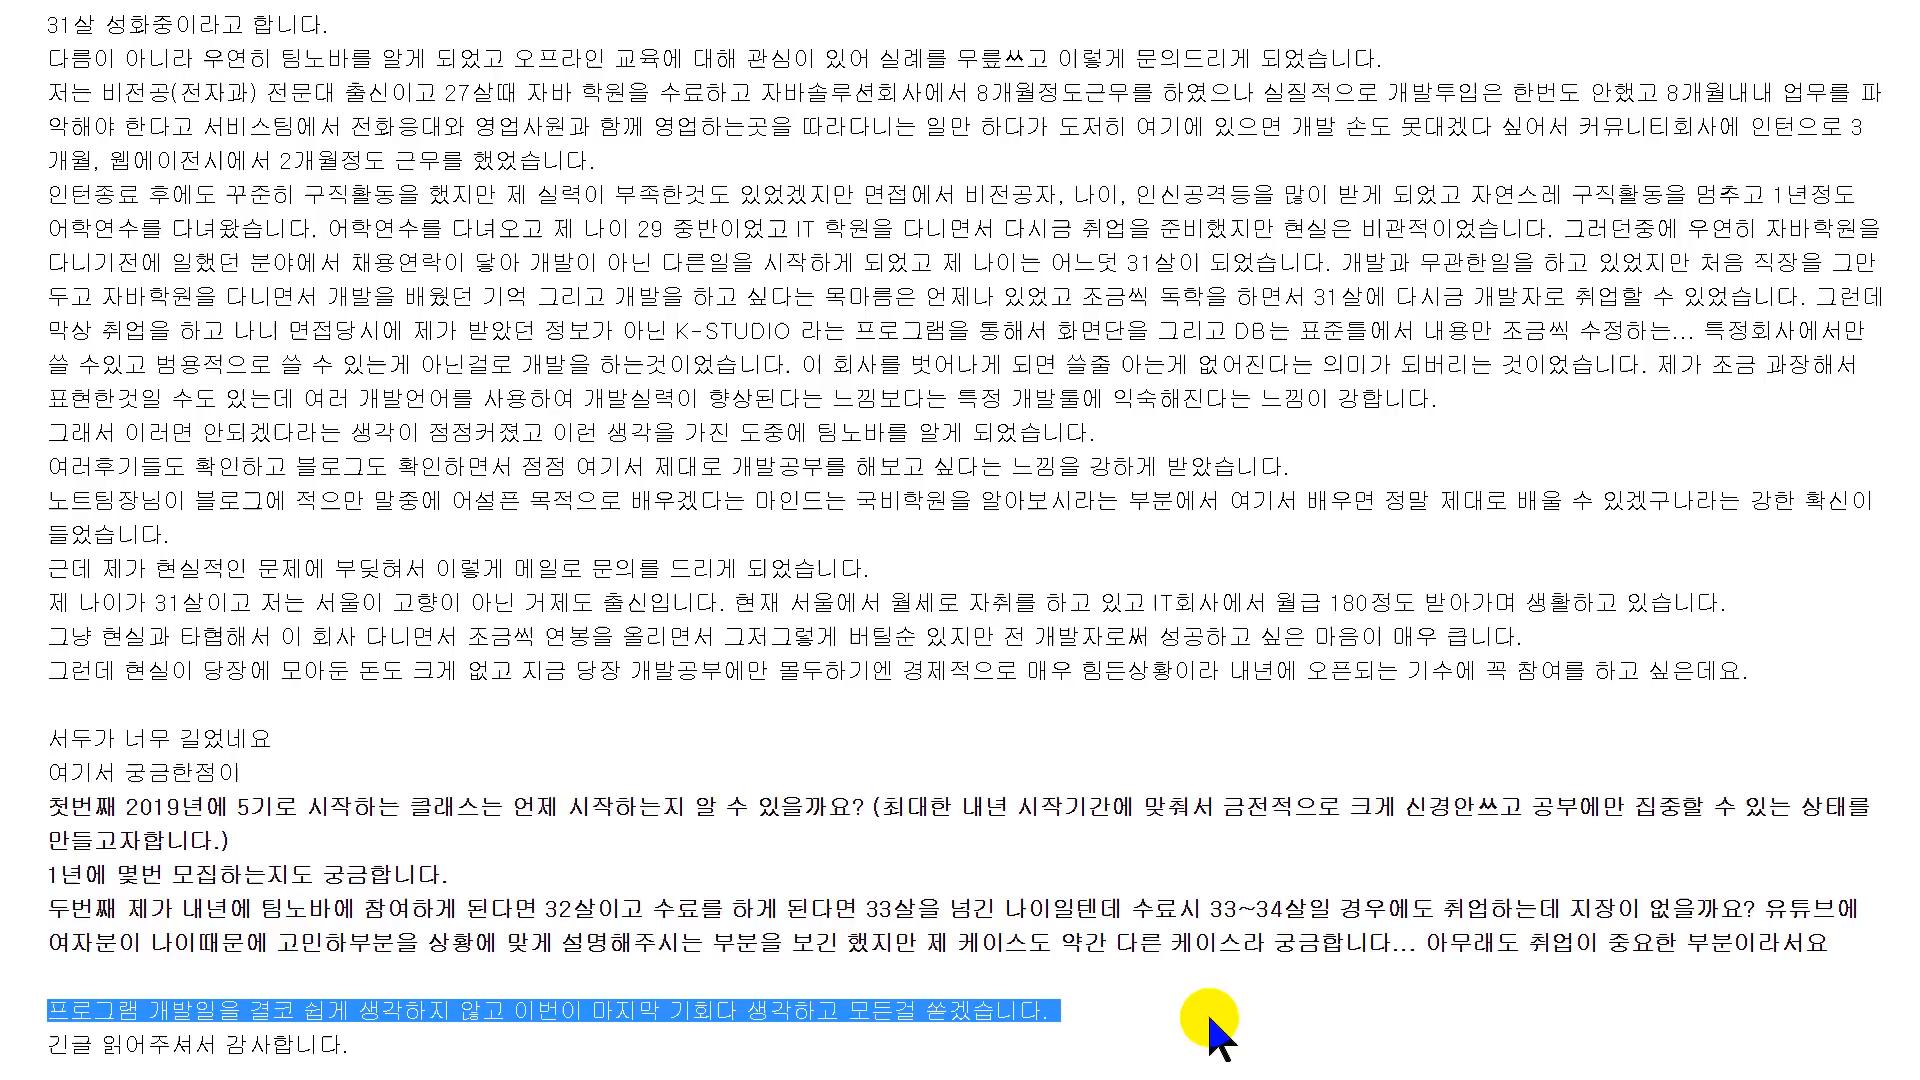 31살 성화중이라고 합니다.
다름이 아니라 우연히 팀노바를 알게 되었고 오프라인 교육에 대해 관심이 있어 실례를 무릎쓰고 이렇게 문의드리게 되었습니다.
저는 비전공(전자과) 전문대 출신이고 27살때 자바 학원을 수료하고 자바솔루션회사에서 8개월정도근무를 하였으나 실질적으로 개발투입은 한번도 안했고 8개월내내 업무를 파
악해야 한다고 서비스팀에서 전화응대와 영업사원과 함께 영업하는곳을 따라다니는 일만 하다가 도저히 여기에 있으면 개발 손도 못대겠다 싶어서 커뮤니티회사에 인턴으로 3
개월, 웹에이전시에서 2개월정도 근무를 했었습니다.
인턴종료 후에도 꾸준히 구직활동을 했지만 제 실력이 부족한것도 있었겠지만 면접에서 비전공자, 나이, 인신공격등을 많이 받게 되었고 자연스레 구직활동을 멈추고 1년정도
어학연수를 다녀왔습니다. 어학연수를 다녀오고 제 나이 29 중반이었고 IT 학원을 다니면서 다시금 취업을 준비했지만 현실은 비관적이었습니다. 그러던중에 우연히 자바학원을
다니기전에 일했던 분야에서 채용연락이 닿아 개발이 아닌 다른일을 시작하게 되었고 제 나이는 어느덧 31살이 되었습니다. 개발과 무관한일을 하고 있었지만 처음 직장을 그만
두고 자바학원을 다니면서 개발을 배웠던 기억 그리고 개발을 하고 싶다는 목마름은 언제나 있었고 조금씩 독학을 하면서 31살에 다시금 개발자로 취업할 수 있었습니다. 그런데
막상 취업을 하고 나니 면접당시에 제가 받았던 정보가 아닌 K-STUDIO 라는 프로그램을 통해서 화면단을 그리고 DB는 표준틀에서 내용만 조금씩 수정하는... 특정회사에서만
쓸 수있고 범용적으로 쓸 수 있는게 아닌걸로 개발을 하는것이었습니다. 이 회사를 벗어나게 되면 쓸줄 아는게 없어진다는 의미가 되버리는 것이었습니다. 제가 조금 과장해서
표현한것일 수도 있는데 여러 개발언어를 사용하여 개발실력이 향상된다는 느낌보다는 특정 개발툴에 익숙해진다는 느낌이 강합니다.
그래서 이러면 안되겠다라는 생각이 점점커졌고 이런 생각을 가진 도중에 팀노바를 알게 되었습니다.
여러후기들도 확인하고 블로그도 확인하면서 점점 여기서 제대로 개발공부를 해보고 싶다는 느낌을 강하게 받았습니다.
노트팀장님이 블로그에 적으만 말중에 어설픈 목적으로 배우겠다는 마인드는 국비학원을 알아보시라는 부분에서 여기서 배우면 정말 제대로 배울 수 있겠구나라는 강한 확신이
들었습니다.
근데 제가 현실적인 문제에 부딪혀서 이렇게 메일로 문의를 드리게 되었습니다.
제 나이가 31살이고 저는 서울이 고향이 아닌 거제도 출신입니다. 현재 서울에서 월세로 자취를 하고 있고 IT회사에서 월급 180정도 받아가며 생활하고 있습니다.
그냥 현실과 타협해서 이 회사 다니면서 조금씩 연봉을 올리면서 그저그렇게 버틸순 있지만 전 개발자로써 성공하고 싶은 마음이 매우 큽니다.
그런데 현실이 당장에 모아둔 돈도 크게 없고 지금 당장 개발공부에만 몰두하기엔 경제적으로 매우 힘든상황이라 내년에 오픈되는 기수에 꼭 참여를 하고 싶은데요.
서두가 너무 길었네요
여기서 궁금한점이
첫번째 2019년에 5기로 시작하는 클래스는 언제 시작하는지 알 수 있을까요? (최대한 내년 시작기간에 맞춰서 금전적으로 크게 신경안쓰고 공부에만 집중할 수 있는 상태를
만들고자합니다.)
1년에 몇번 모집하는지도 궁금합니다.
두번째 제가 내년에 팀노바에 참여하게 된다면 32살이고 수료를 하게 된다면 33살을 넘긴 나이일텐데 수료시 33~34살일 경우에도 취업하는데 지장이 없을까요? 유튜브에
여자분이 나이때문에 고민하부분을 상황에 맞게 설명해주시는 부분을 보긴 했지만 제 케이스도 약간 다른 케이스라 궁금합니다... 아무래도 취업이 중요한 부분이라서요
프로그램 개발일을 결코 쉽게 생각하지 않고 이번이 마지막 기회다 생각하고 모든걸 쏟겠습니다.
긴글 읽어주셔서 감사합니다.